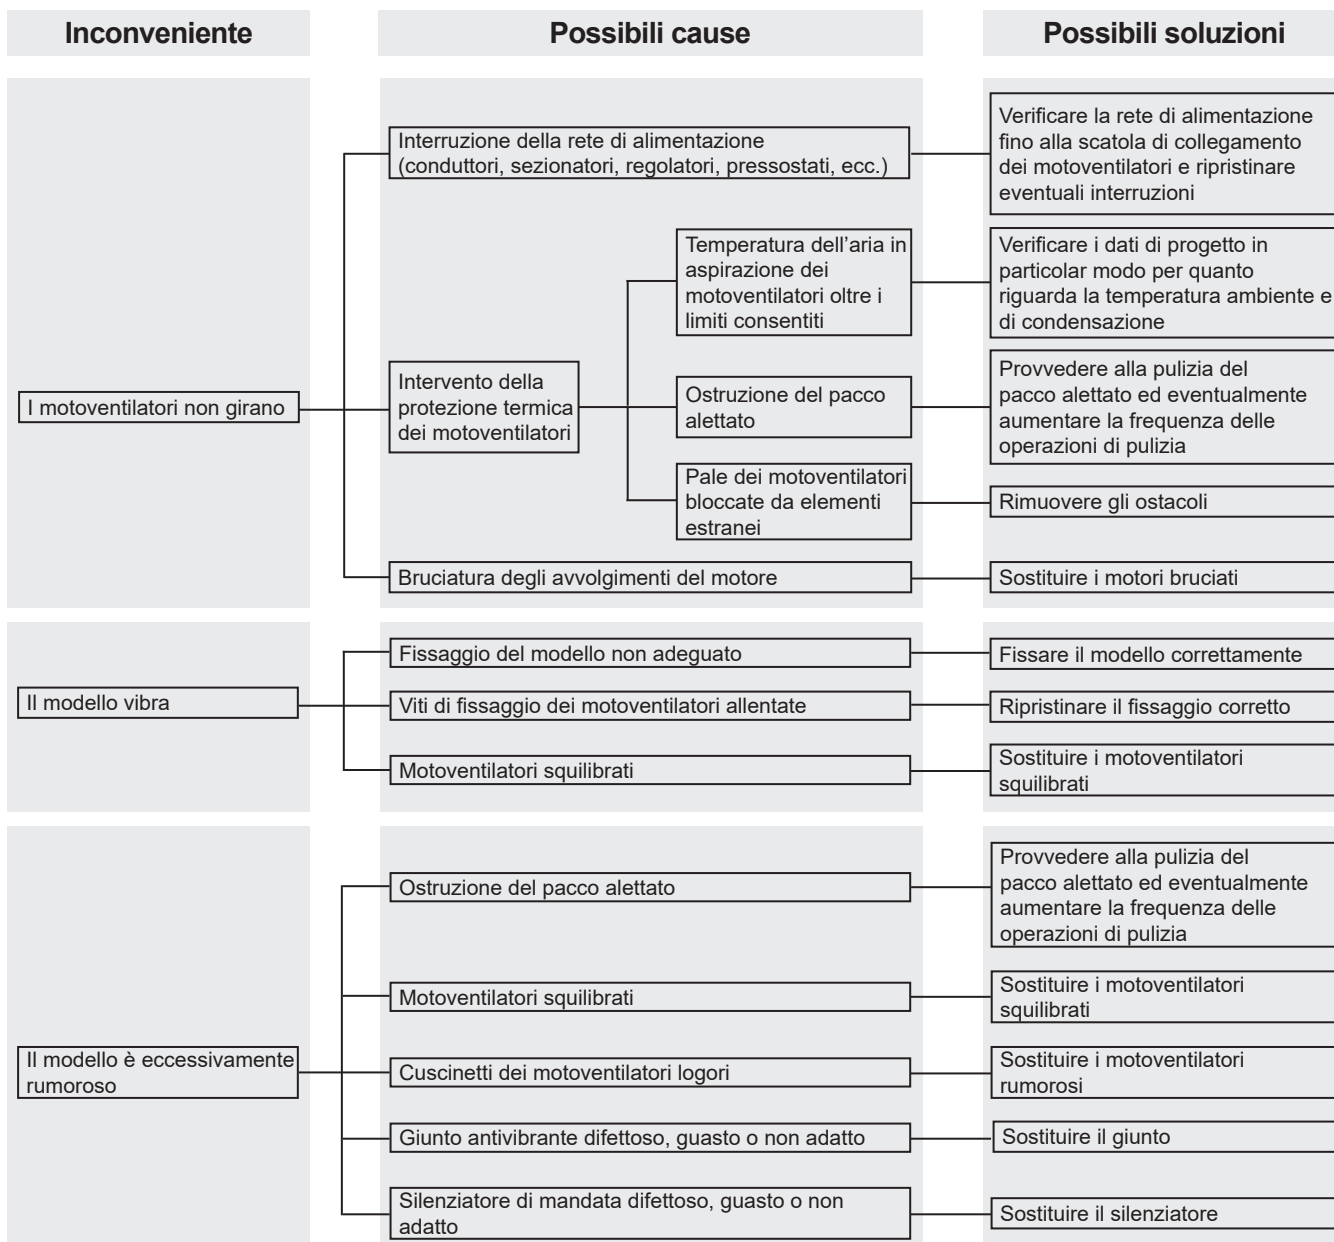 Inconveniente
Possibili cause
Possibili soluzioni
I motoventilatori non girano
Interruzione della rete di alimentazione
(conduttori, sezionatori, regolatori, pressostati, ecc.)
Verificare la rete di alimentazione
fino alla scatola di collegamento
dei motoventilatori e ripristinare
eventuali interruzioni
Intervento della
protezione termica
dei motoventilatori
Temperatura dell’aria in
aspirazione dei
motoventilatori oltre i
limiti consentiti
Verificare i dati di progetto in
particolar modo per quanto
riguarda la temperatura ambiente e
di condensazione
Ostruzione del pacco
alettato
Provvedere alla pulizia del
pacco alettato ed eventualmente
aumentare la frequenza delle
operazioni di pulizia
Pale dei motoventilatori
bloccate da elementi
estranei
Rimuovere gli ostacoli
Bruciatura degli avvolgimenti del motore
Sostituire i motori bruciati
Il modello vibra
Fissaggio del modello non adeguato
Fissare il modello correttamente
Viti di fissaggio dei motoventilatori allentate
Ripristinare il fissaggio corretto
Motoventilatori squilibrati
Sostituire i motoventilatori
squilibrati
Il modello è eccessivamente
rumoroso
Ostruzione del pacco alettato
Provvedere alla pulizia del
pacco alettato ed eventualmente
aumentare la frequenza delle
operazioni di pulizia
Motoventilatori squilibrati
Sostituire i motoventilatori
squilibrati
Cuscinetti dei motoventilatori logori
Sostituire i motoventilatori
rumorosi
Giunto antivibrante difettoso, guasto o non adatto
Sostituire il giunto
Silenziatore di mandata difettoso, guasto o non
adatto
Sostituire il silenziatore